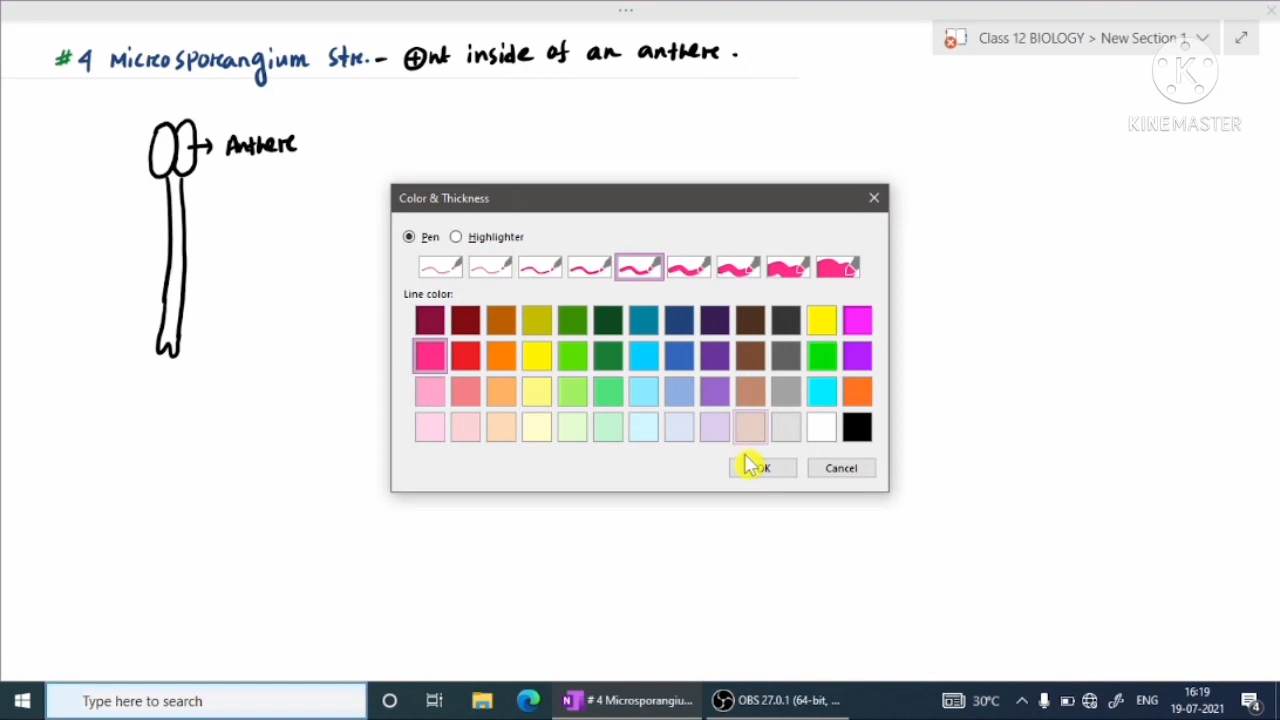 # 4 Microsporangium Str. - ⊕nt inside of an anthere.
Class 12 BIOLOGY > New Section 1
KINEMASTER
Anthere
Color & Thickness
Pen Highlighter
Line color:
OK Cancel
Type here to search
# 4 Microsporangiu...
OBS 27.0.1 (64-bit, ...
30°C
ENG
16:19
19-07-2021
4